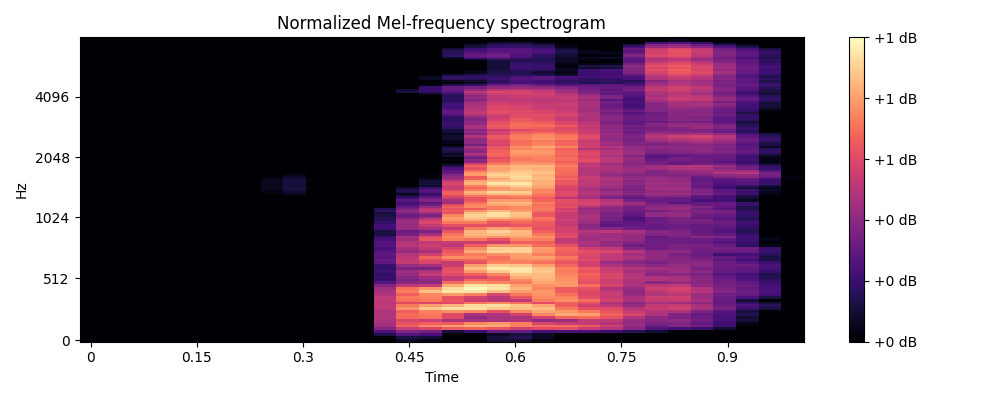 Normalized Mel-frequency spectrogram
Hz
4096
2048
1024
512
0
0 0.15 0.3 0.45 0.6 0.75 0.9
Time
+1 dB
+1 dB
+1 dB
+0 dB
+0 dB
+0 dB